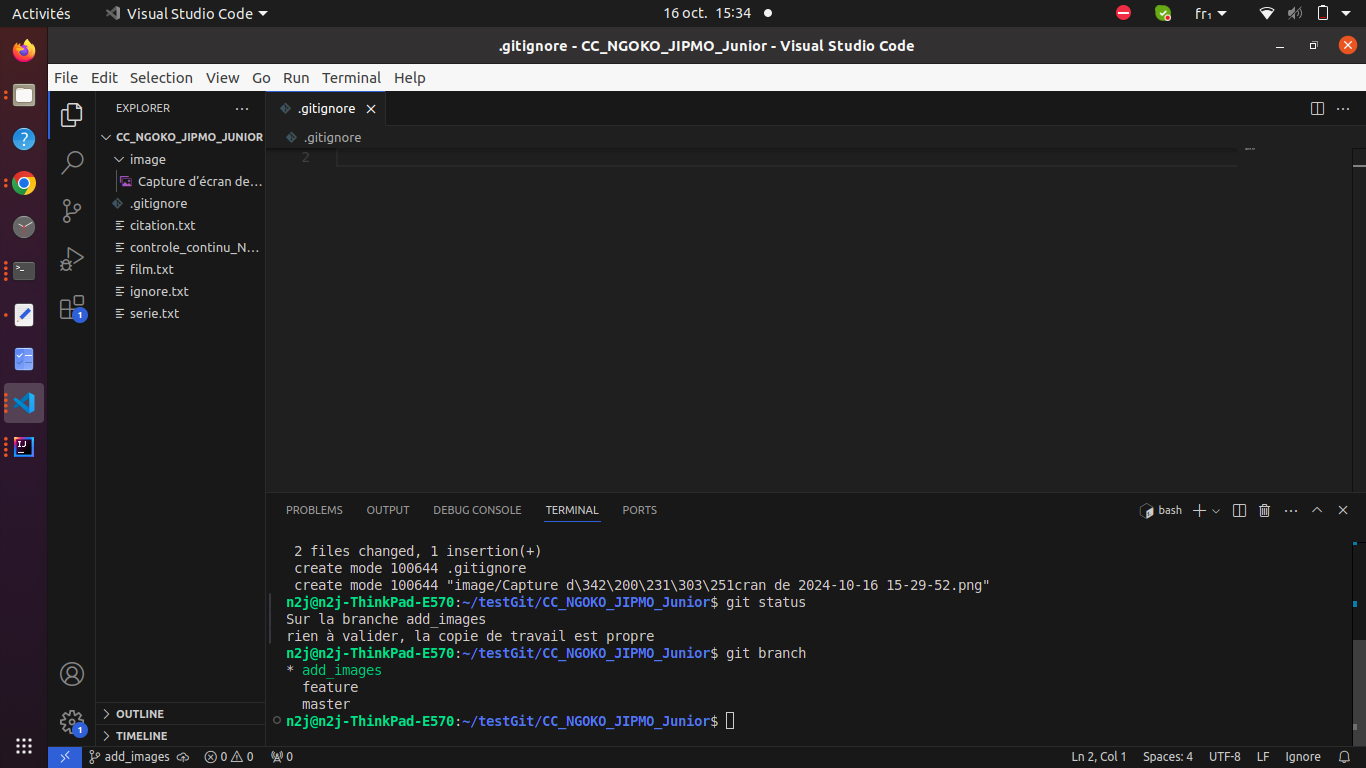 Activités Visual Studio Code 16 oct. 15:34 fr₁
.gitignore - CC_NGOKO_JIPMO_Junior - Visual Studio Code
File Edit Selection View Go Run Terminal Help
EXPLORER
.gitignore
CC_NGOKO_JIPMO_JUNIOR
.gitignore
image
2
Capture d’écran de...
.gitignore
citation.txt
controle_continu_N...
film.txt
ignore.txt
serie.txt
1
PROBLEMS OUTPUT DEBUG CONSOLE TERMINAL PORTS
bash
2 files changed, 1 insertion(+)
create mode 100644 .gitignore
create mode 100644 "image/Capture d\342\200\231\303\251cran de 2024-10-16 15-29-52.png"
n2j@n2j-ThinkPad-E570:~/testGit/CC_NGOKO_JIPMO_Junior$ git status
Sur la branche add_images
rien à valider, la copie de travail est propre
n2j@n2j-ThinkPad-E570:~/testGit/CC_NGOKO_JIPMO_Junior$ git branch
* add_images
feature
master
n2j@n2j-ThinkPad-E570:~/testGit/CC_NGOKO_JIPMO_Junior$
OUTLINE
1
TIMELINE
add_images 0 0 0 Ln 2, Col 1 Spaces: 4 UTF-8 LF Ignore